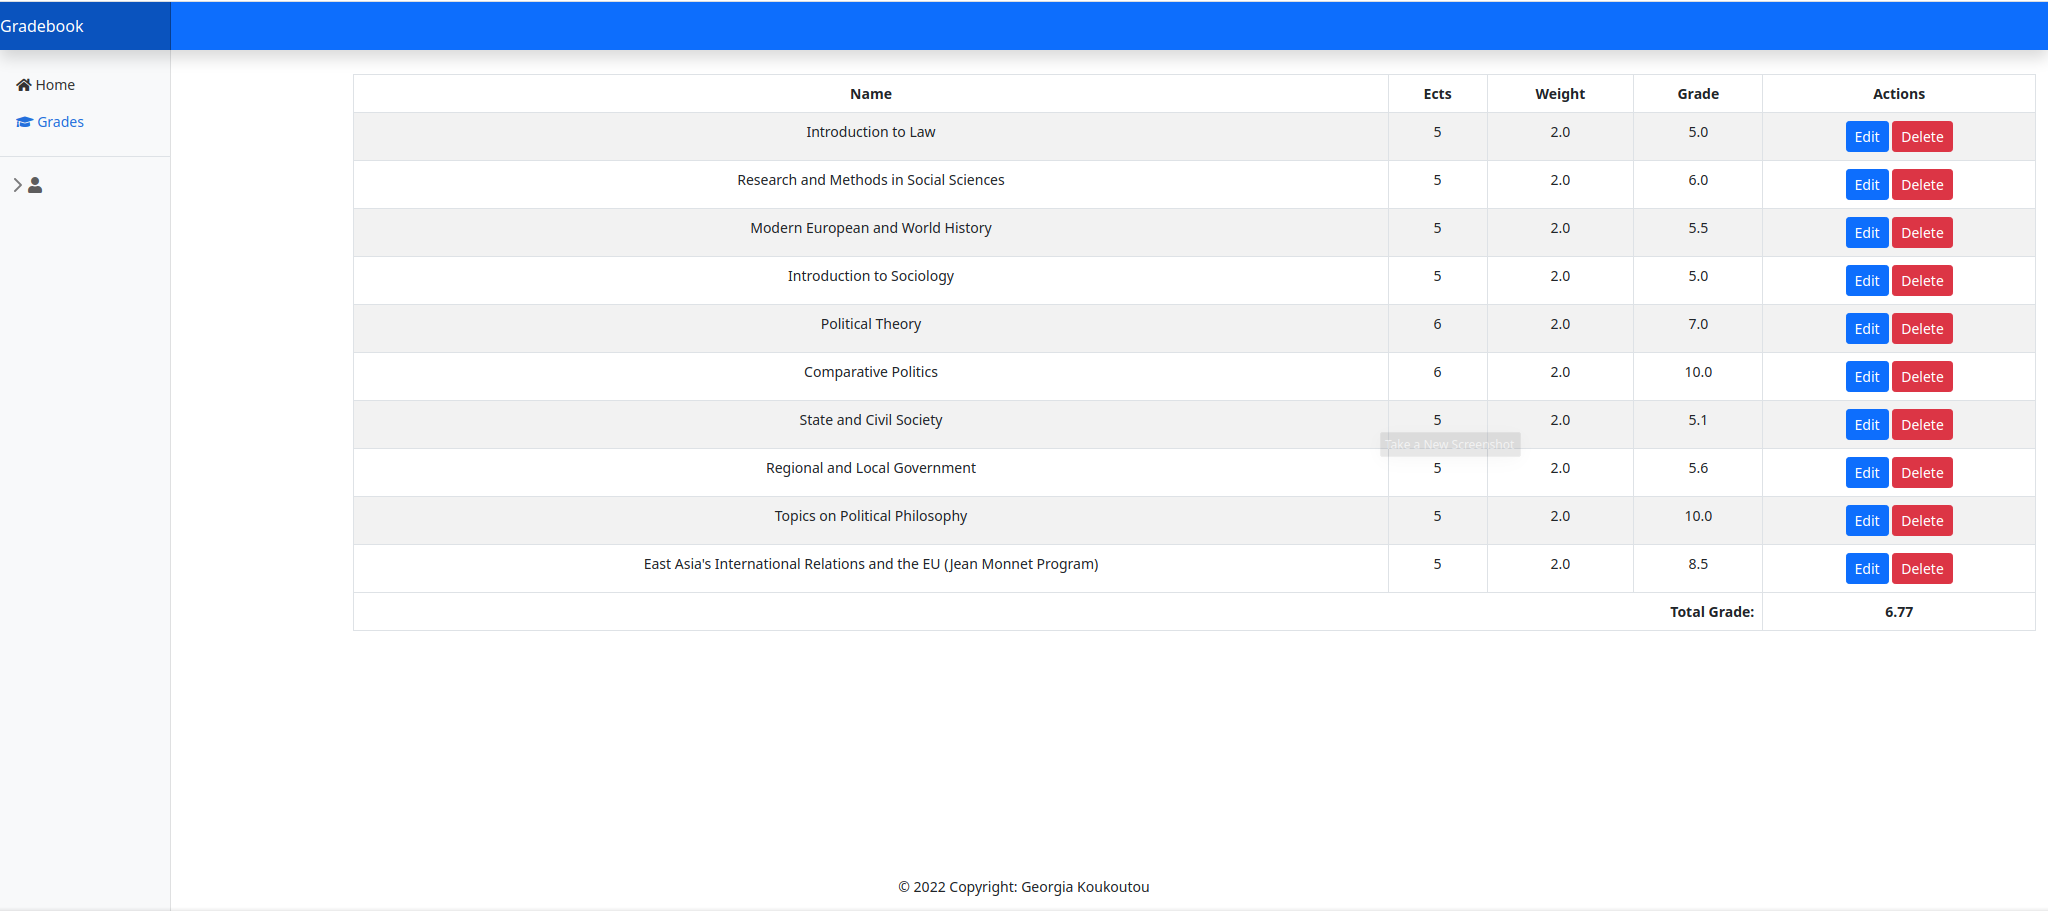 Gradebook
Home
Grades
Name Ects Weight Grade Actions
Introduction to Law 5 2.0 5.0 Edit Delete
Research and Methods in Social Sciences 5 2.0 6.0 Edit Delete
Modern European and World History 5 2.0 5.5 Edit Delete
Introduction to Sociology 5 2.0 5.0 Edit Delete
Political Theory 6 2.0 7.0 Edit Delete
Comparative Politics 6 2.0 10.0 Edit Delete
State and Civil Society 5 2.0 5.1 Edit Delete
Take a New Screenshot
Regional and Local Government 5 2.0 5.6 Edit Delete
Topics on Political Philosophy 5 2.0 10.0 Edit Delete
East Asia's International Relations and the EU (Jean Monnet Program) 5 2.0 8.5 Edit Delete
Total Grade: 6.77
© 2022 Copyright: Georgia Koukoutou